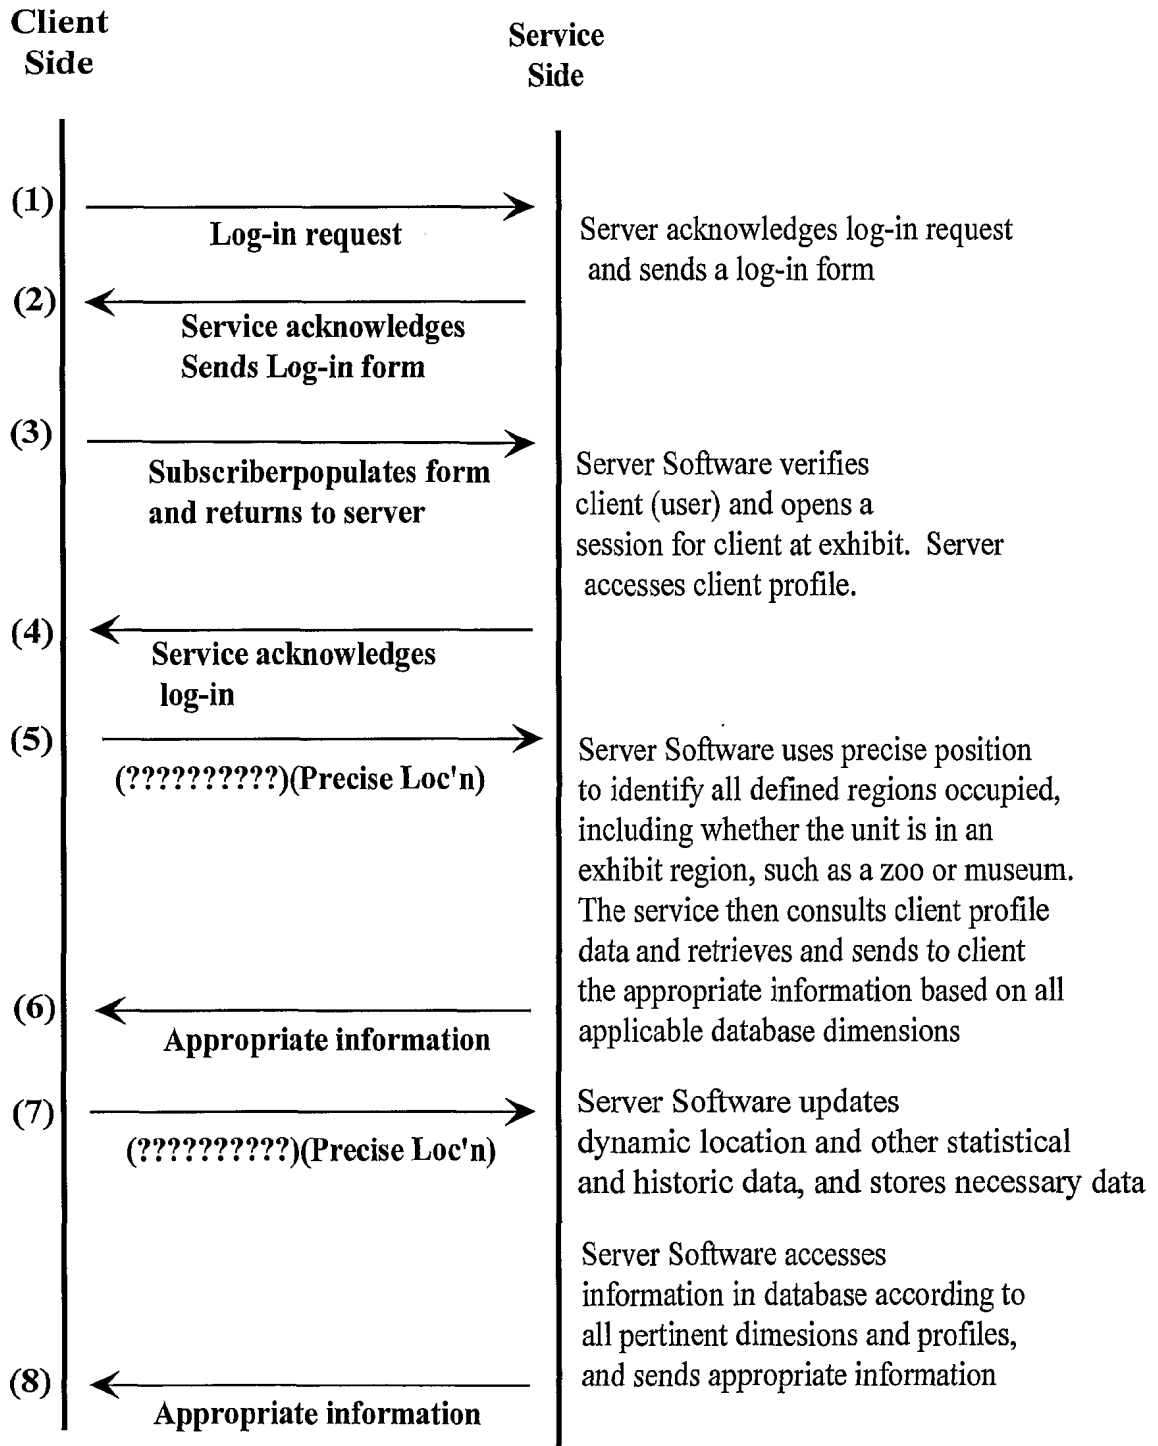 Client
Side
Service
Side
(1)
Log-in request
Server acknowledges log-in request
and sends a log-in form
(2)
Service acknowledges
Sends Log-in form
(3)
Subscriberpopulates form
and returns to server
Server Software verifies
client (user) and opens a
session for client at exhibit. Server
accesses client profile.
(4)
Service acknowledges
log-in
(5)
(??????????)(Precise Loc'n)
Server Software uses precise position
to identify all defined regions occupied,
including whether the unit is in an
exhibit region, such as a zoo or museum.
The service then consults client profile
data and retrieves and sends to client
the appropriate information based on all
applicable database dimensions
(6)
Appropriate information
(7)
(??????????)(Precise Loc'n)
Server Software updates
dynamic location and other statistical
and historic data, and stores necessary data
Server Software accesses
information in database according to
all pertinent dimesions and profiles,
and sends appropriate information
(8)
Appropriate information